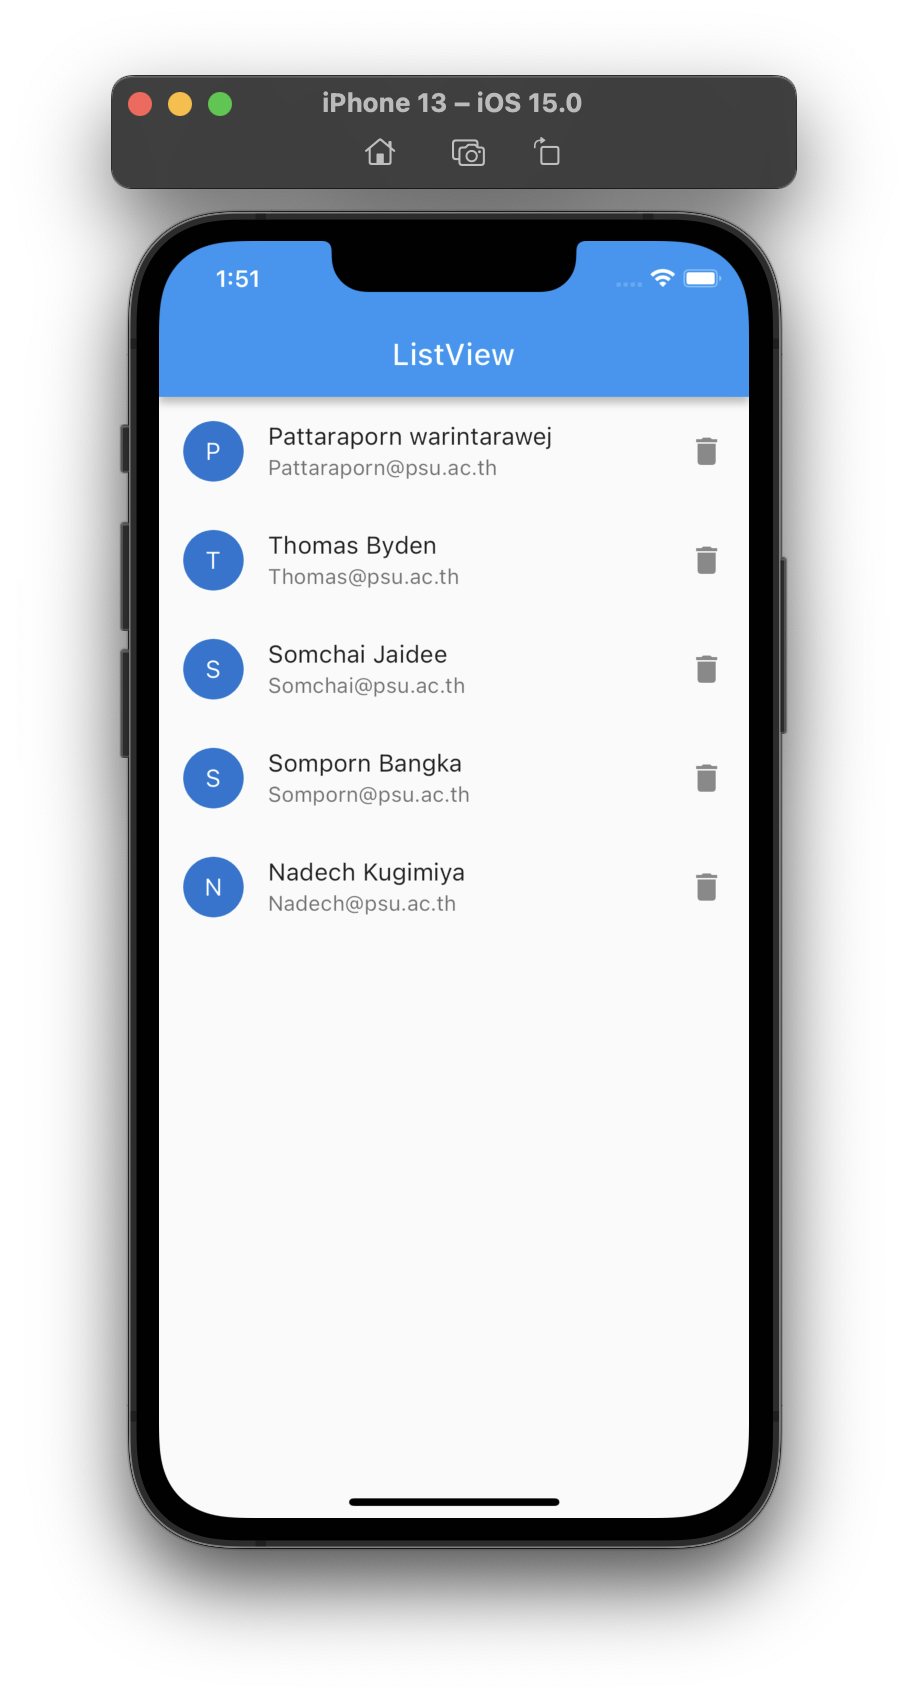 iPhone 13 – iOS 15.0
1:51
ListView
P
Pattaraporn warintarawej
Pattaraporn@psu.ac.th
T
Thomas Byden
Thomas@psu.ac.th
S
Somchai Jaidee
Somchai@psu.ac.th
S
Somporn Bangka
Somporn@psu.ac.th
N
Nadech Kugimiya
Nadech@psu.ac.th